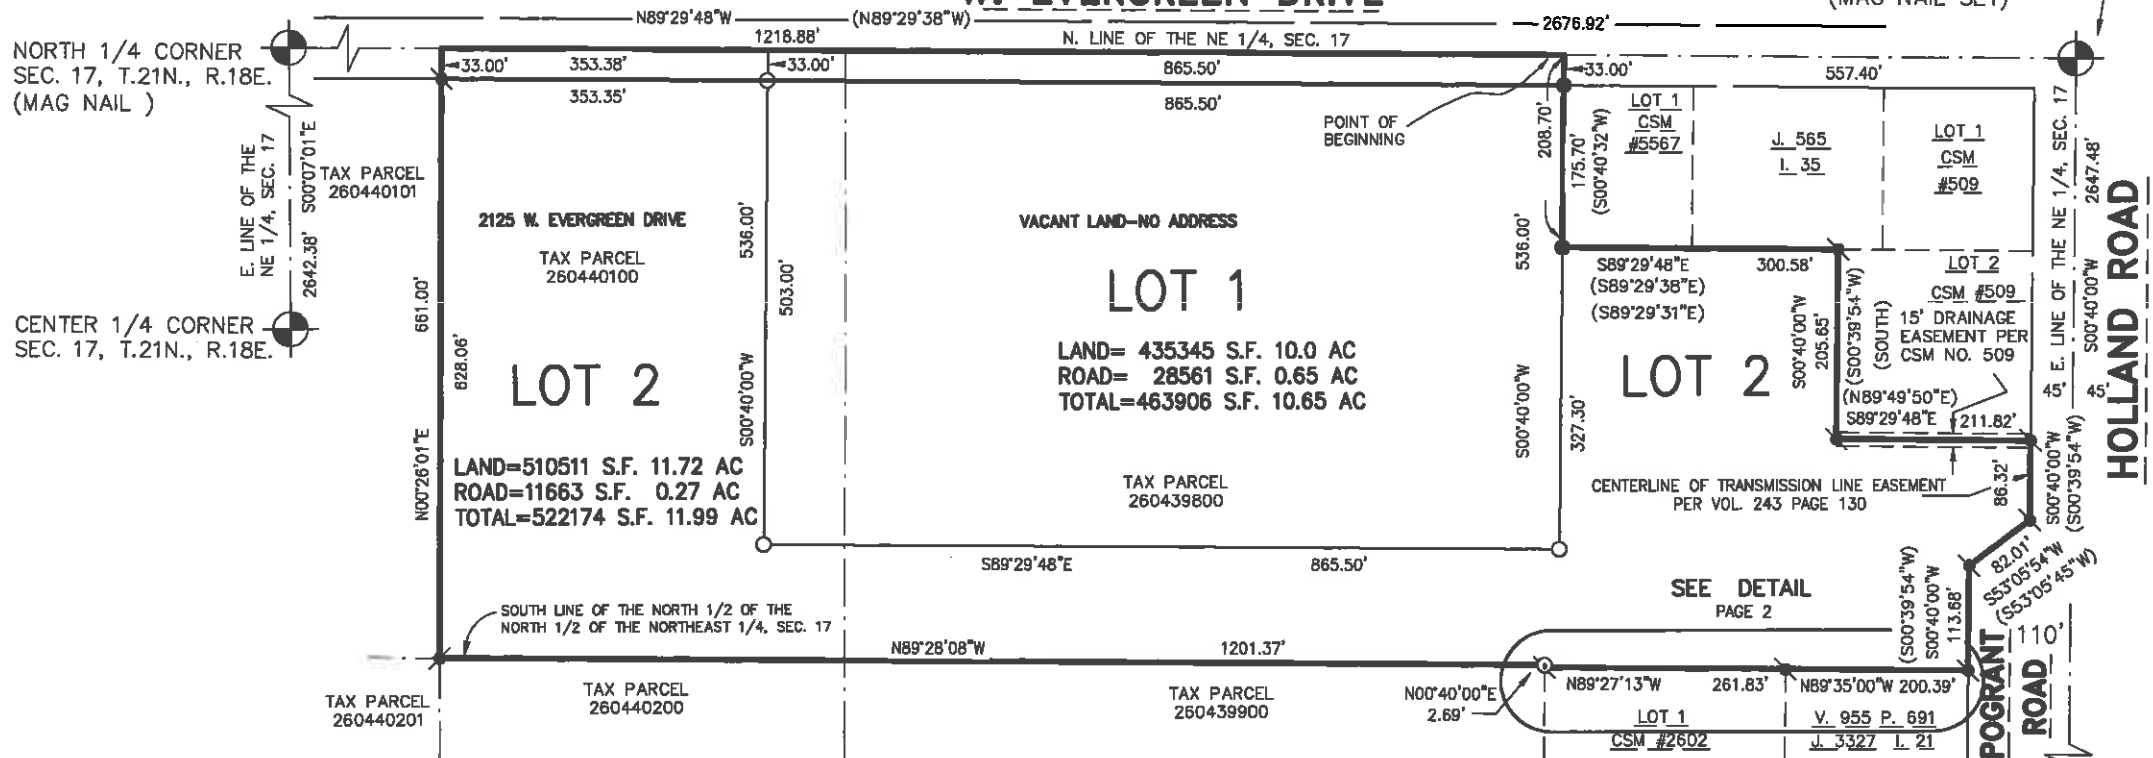 W. EVERGREEN DRIVE
(MAG NAIL SET)
N89°29'48"W
(N89°29'38"W)
2676.92'
1218.88'
N. LINE OF THE NE 1/4, SEC. 17
NORTH 1/4 CORNER
SEC. 17, T.21N., R.18E.
(MAG NAIL )
33.00'
353.38'
33.00'
865.50'
33.00'
557.40'
353.35'
865.50'
POINT OF
BEGINNING
208.70'
175.70'
(S00°40'32"W)
LOT 1
CSM
#5567
J. 565
I. 35
LOT 1
CSM
#509
E. LINE OF THE
NE 1/4, SEC. 17
2642.38' S00°07'01"E
TAX PARCEL
260440101
2125 W. EVERGREEN DRIVE
TAX PARCEL
260440100
536.00'
503.00'
S00°40'00"W
VACANT LAND-NO ADDRESS
LOT 1
LAND= 435345 S.F. 10.0 AC
ROAD= 28561 S.F. 0.65 AC
TOTAL=463906 S.F. 10.65 AC
TAX PARCEL
260439800
536.00'
S00°40'00"W
327.30'
S89°29'48"E
300.58'
(S89°29'38"E)
(S89°29'31"E)
LOT 2
S00°40'00"W
205.65'
(S00°39'54"W)
(SOUTH)
LOT 2
CSM #509
15' DRAINAGE
EASEMENT PER
CSM NO. 509
(N89°49'50"E)
S89°29'48"E
211.82'
E. LINE OF THE NE 1/4, SEC. 17
2647.48'
S00°40'00"W
45'
45'
HOLLAND ROAD
CENTER 1/4 CORNER
SEC. 17, T.21N., R.18E.
661.00'
628.06'
N00°26'01"E
LOT 2
LAND=510511 S.F. 11.72 AC
ROAD=11663 S.F. 0.27 AC
TOTAL=522174 S.F. 11.99 AC
CENTERLINE OF TRANSMISSION LINE EASEMENT
PER VOL. 243 PAGE 130
86.32'
S00°40'00"W
(S00°39'54"W)
82.01'
S53°05'54"W
(S53°05'45"W)
S89°29'48"E
865.50'
(S00°39'54"W)
S00°40'00"W
113.68'
SEE DETAIL
PAGE 2
SOUTH LINE OF THE NORTH 1/2 OF THE
NORTH 1/2 OF THE NORTHEAST 1/4, SEC. 17
N89°28'08"W
1201.37'
110'
POGRANT
ROAD
TAX PARCEL
260440201
TAX PARCEL
260440200
TAX PARCEL
260439900
N00°40'00"E
2.69'
N89°27'13"W
261.83'
N89°35'00"W 200.39'
LOT 1
CSM #2602
V. 955 P. 691
J. 3327 I. 21